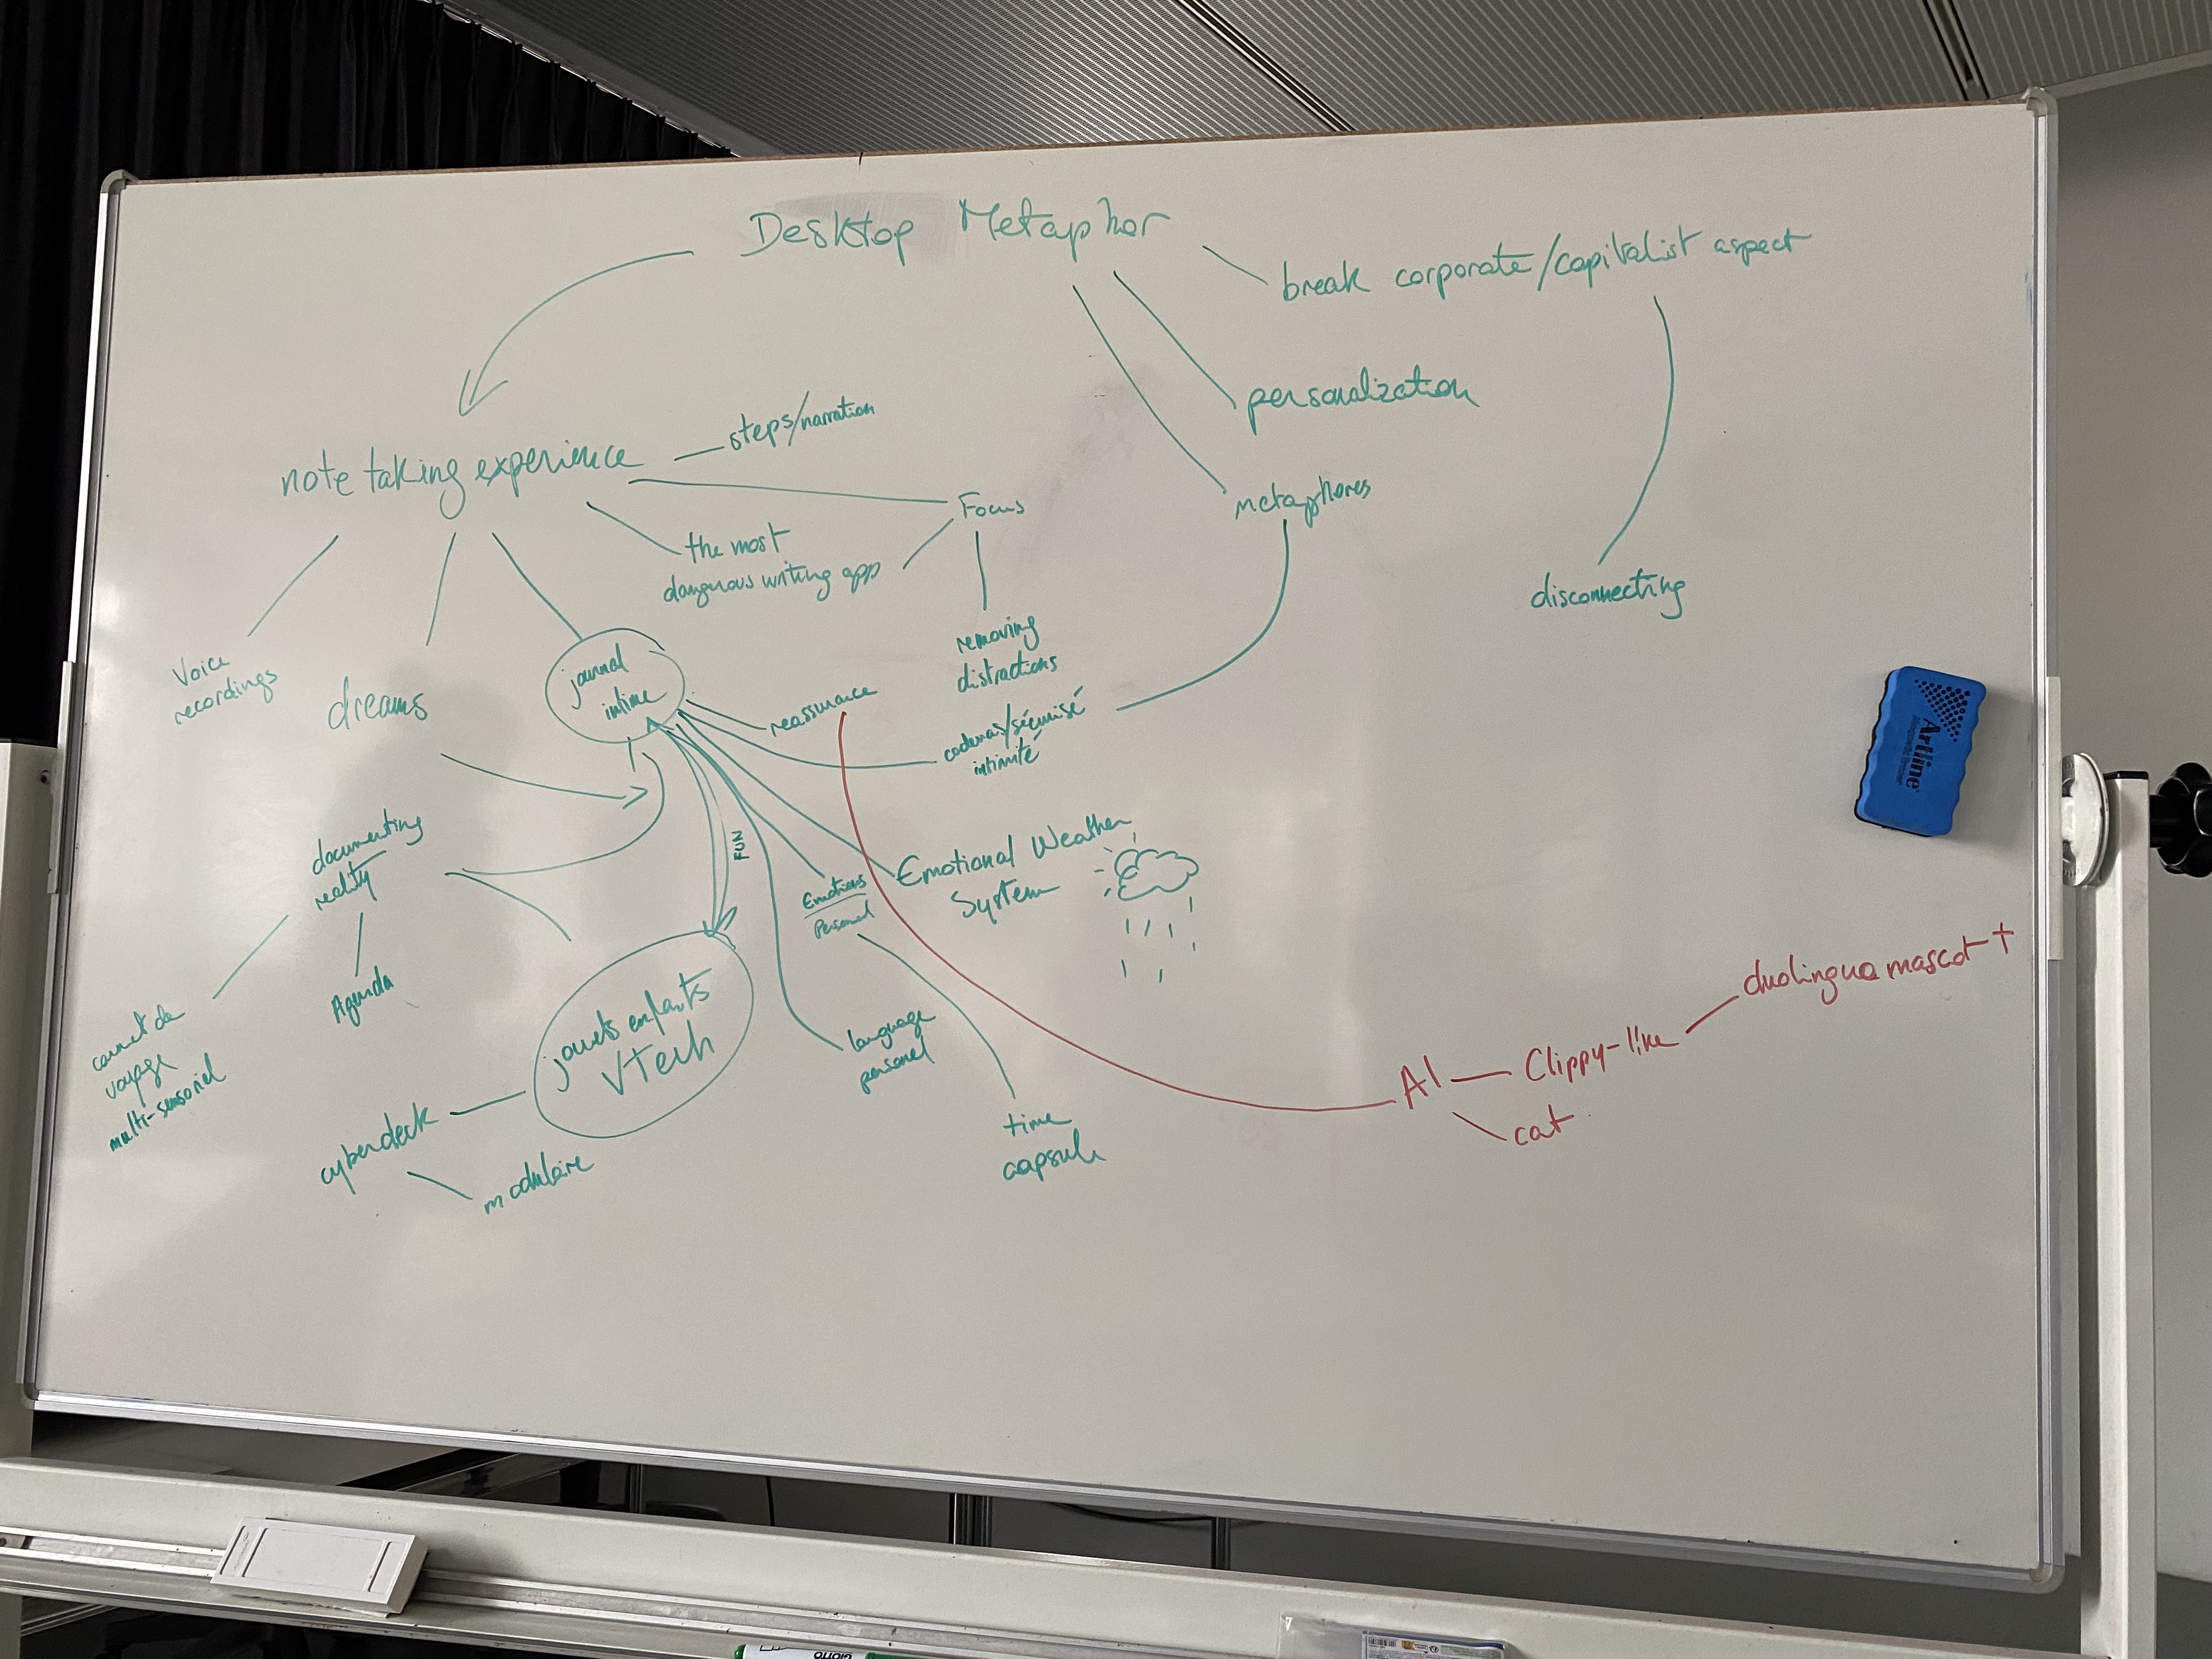 Desktop Metaphor
break corporate/capitalist aspect
personalization
steps/narration
note taking experience
Focus
metaphores
the most
dangerous writing app
disconnecting
removing
distractions
Voice
recordings
dreams
journal
intime
reassurance
cadenas/sécurisé
intimité
documenting
reality
FUN
Emotional Weather
System
Emotions
Personal
Agenda
carnet de
voyage
multi-sensoriel
jouets enfants
VTech
language
personel
cyberdeck
modulaire
time
capsule
AI
Clippy-like
duolingua mascot
cat
Artline
GIOTTO